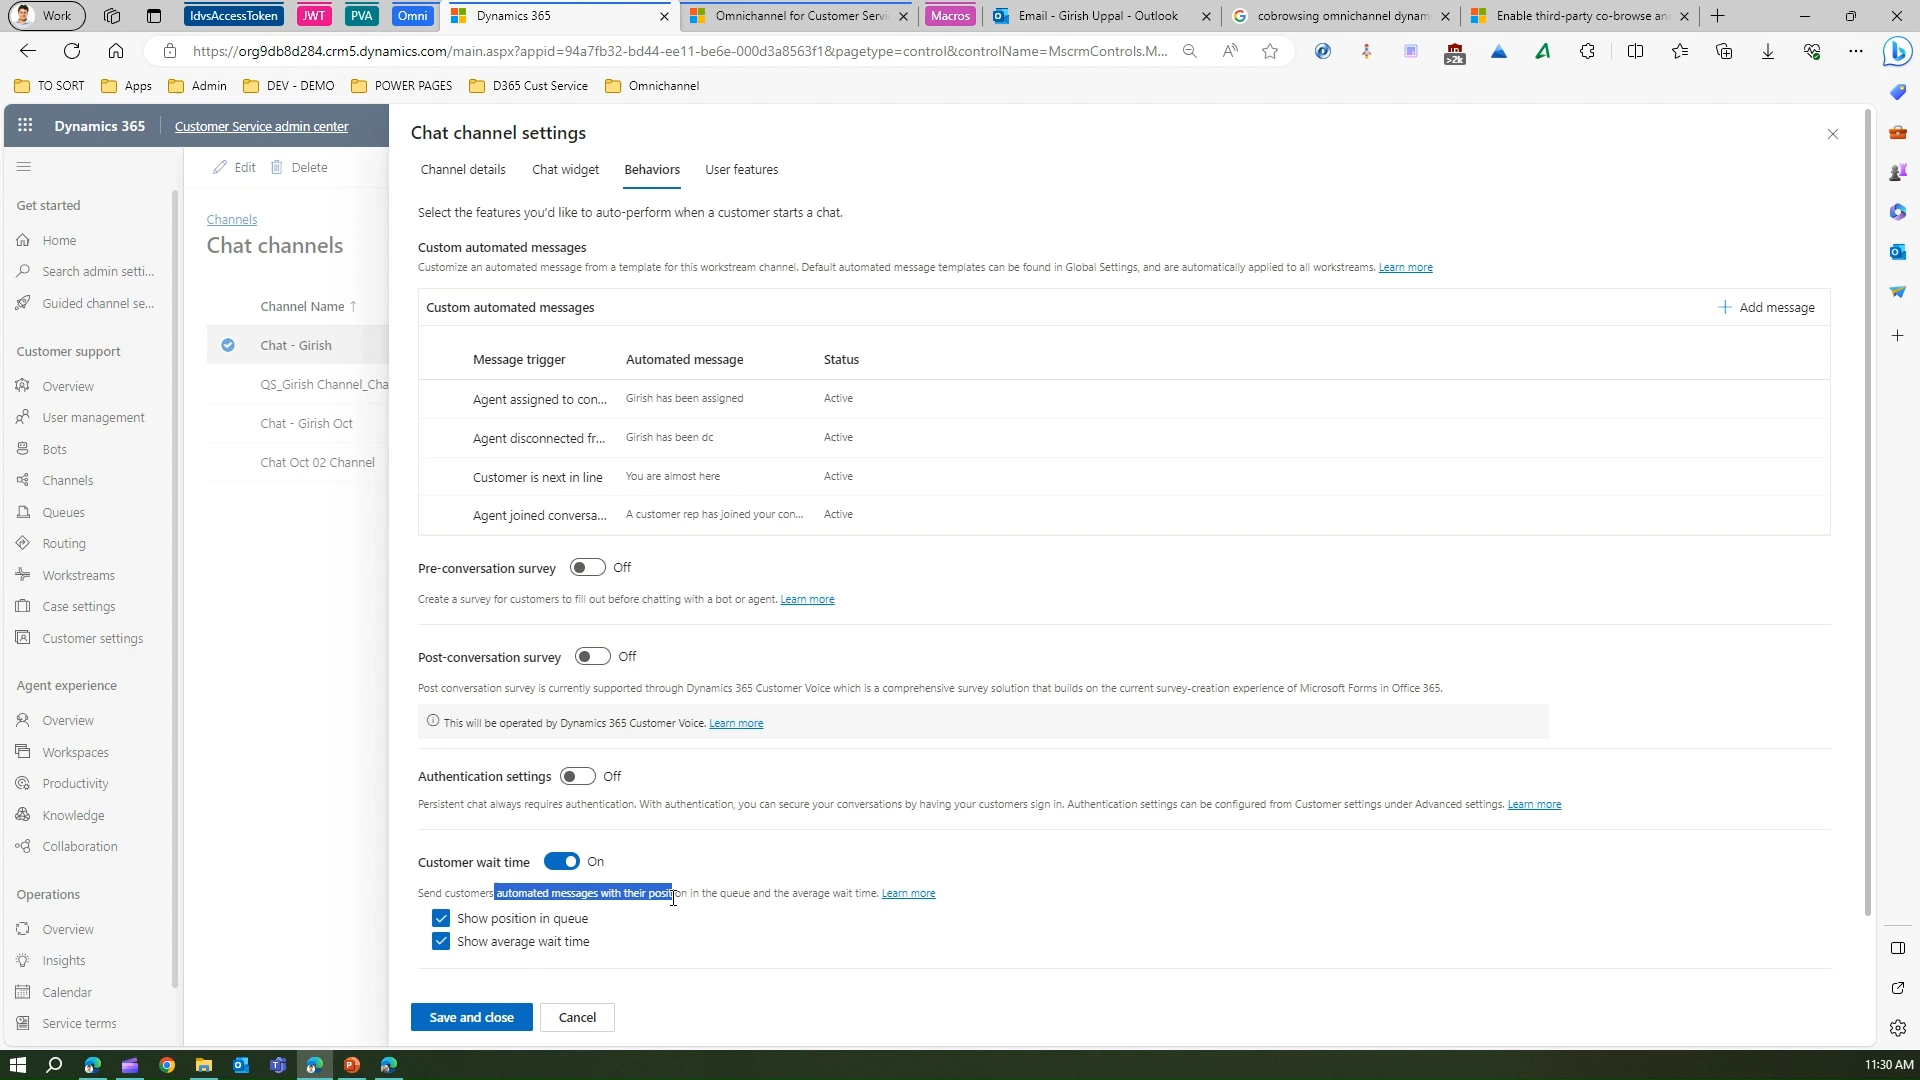 Work
IdvsAccessToken
JWT
PVA
Omni
Dynamics 365
Omnichannel for Customer Servi
Macros
Email - Girish Uppal - Outlook
cobrowsing omnichannel dynam
Enable third-party co-browse an
https://org9db8d284.crm5.dynamics.com/main.aspx?appid=94a7fb32-bd44-ee11-be6e-000d3a8563f1&pagetype=control&controlName=MscrmControls.M...
>2k
TO SORT
Apps
Admin
DEV - DEMO
POWER PAGES
D365 Cust Service
Omnichannel
Dynamics 365
Customer Service admin center
Get started
Home
Search admin setti...
Guided channel se...
Customer support
Overview
User management
Bots
Channels
Queues
Routing
Workstreams
Case settings
Customer settings
Agent experience
Overview
Workspaces
Productivity
Knowledge
Collaboration
Operations
Overview
Insights
Calendar
Service terms
Edit
Delete
Channels
Chat channels
Channel Name ↑
Chat - Girish
QS_Girish Channel_Cha
Chat - Girish Oct
Chat Oct 02 Channel
Chat channel settings
Channel details
Chat widget
Behaviors
User features
Select the features you'd like to auto-perform when a customer starts a chat.
Custom automated messages
Customize an automated message from a template for this workstream channel. Default automated message templates can be found in Global Settings, and are automatically applied to all workstreams. Learn more
Custom automated messages
Add message
Message trigger Automated message Status
Agent assigned to con... Girish has been assigned Active
Agent disconnected fr... Girish has been dc Active
Customer is next in line You are almost here Active
Agent joined conversa... A customer rep has joined your con... Active
Pre-conversation survey Off
Create a survey for customers to fill out before chatting with a bot or agent. Learn more
Post-conversation survey Off
Post conversation survey is currently supported through Dynamics 365 Customer Voice which is a comprehensive survey solution that builds on the current survey-creation experience of Microsoft Forms in Office 365.
This will be operated by Dynamics 365 Customer Voice. Learn more
Authentication settings Off
Persistent chat always requires authentication. With authentication, you can secure your conversations by having your customers sign in. Authentication settings can be configured from Customer settings under Advanced settings. Learn more
Customer wait time On
Send customers automated messages with their position in the queue and the average wait time. Learn more
Show position in queue
Show average wait time
Save and close
Cancel
11:30 AM